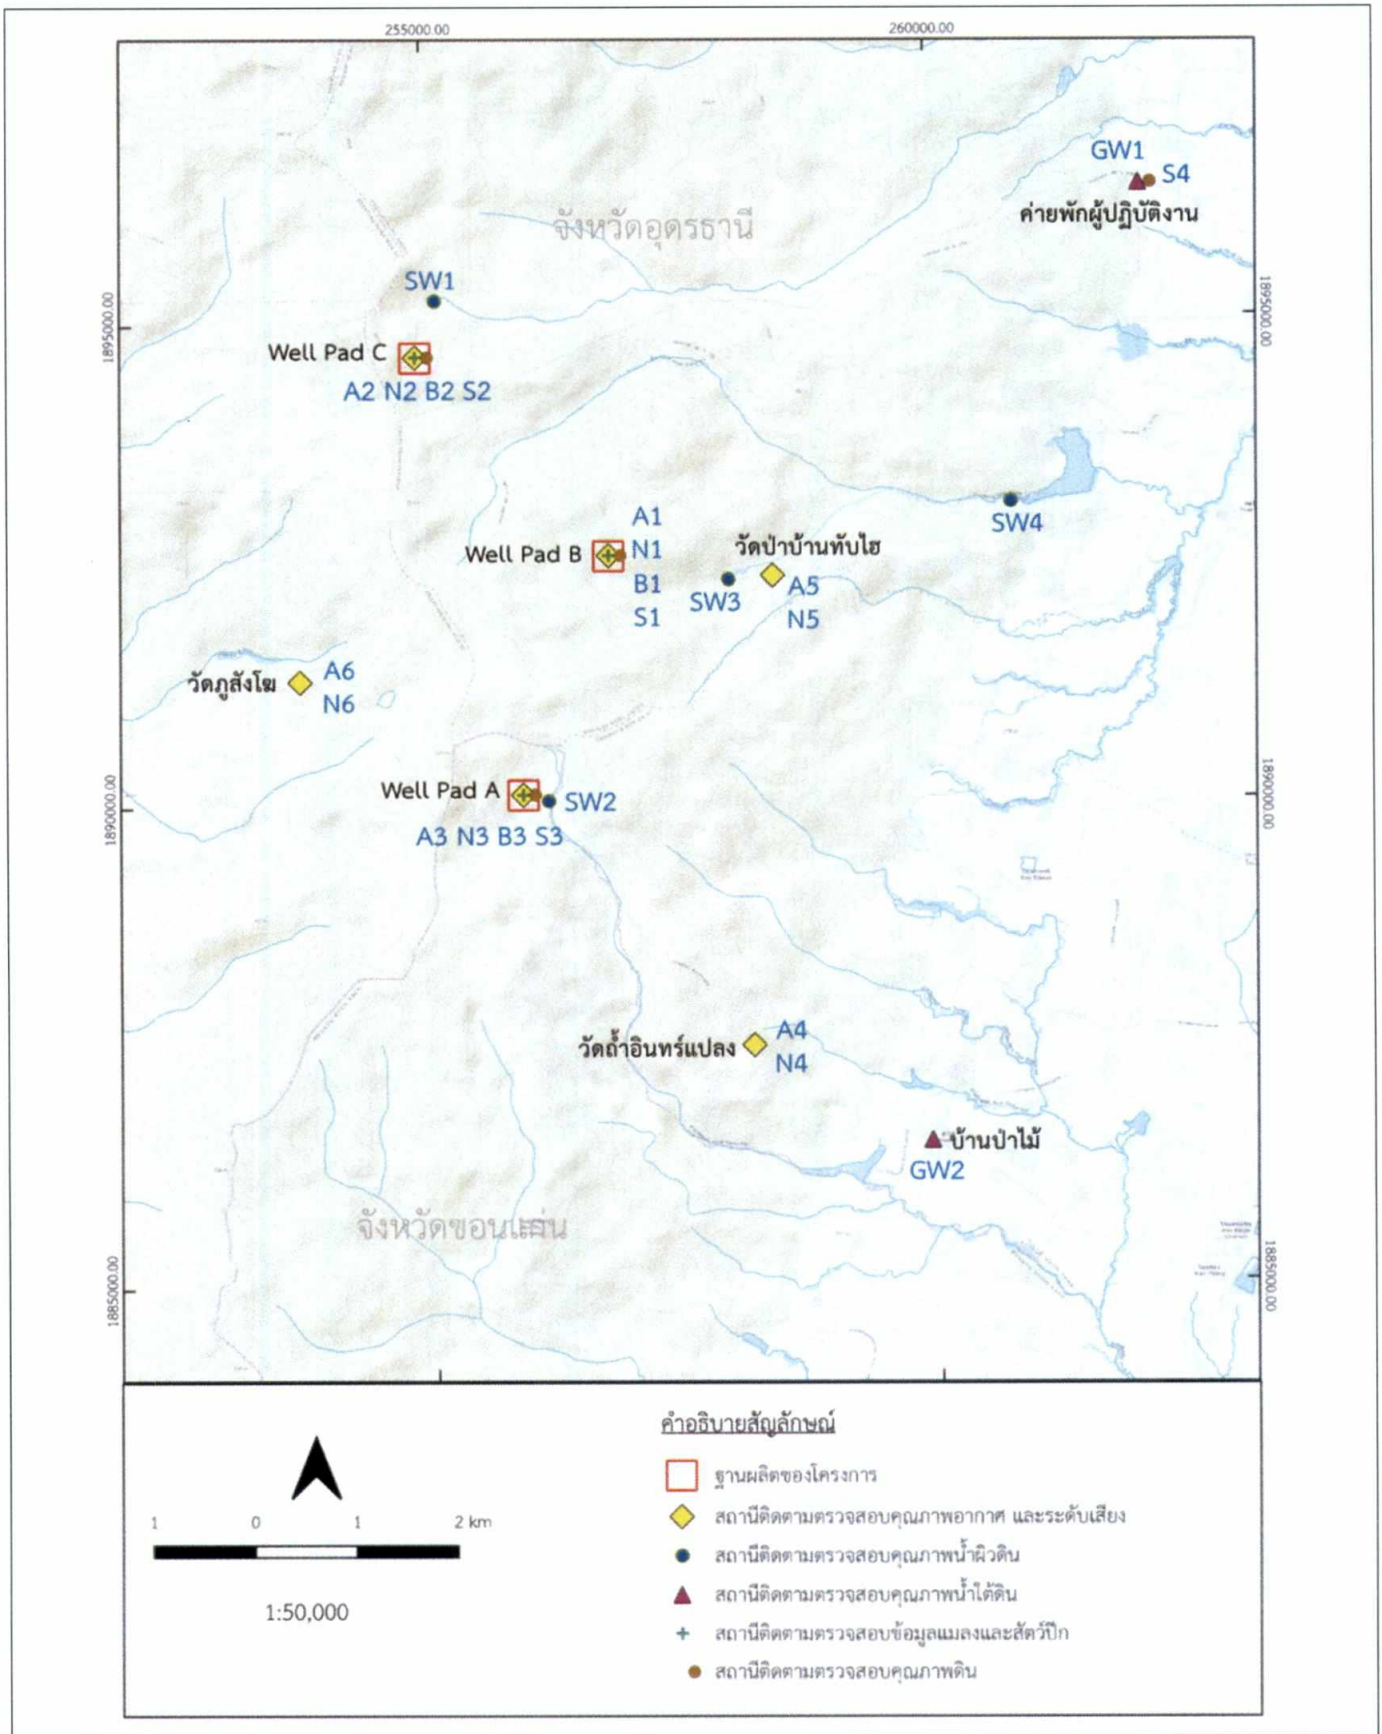 255000.00
260000.00
GW1
S4
ค่ายพักผู้ปฏิบัติงาน
จังหวัดอุดรธานี
SW1
1895000.00
1895000.00
Well Pad C
A2 N2 B2 S2
SW4
A1
Well Pad B
N1
B1
S1
วัดป่าบ้านทับไฮ
SW3
A5
N5
วัดภูสังโฆ
A6
N6
1890000.00
1890000.00
Well Pad A
SW2
A3 N3 B3 S3
วัดถ้ำอินทร์แปลง
A4
N4
บ้านป่าไม้
GW2
จังหวัดขอนแก่น
1885000.00
1885000.00
คำอธิบายสัญลักษณ์
ฐานผลิตของโครงการ
สถานีติดตามตรวจสอบคุณภาพอากาศ และระดับเสียง
สถานีติดตามตรวจสอบคุณภาพน้ำผิวดิน
สถานีติดตามตรวจสอบคุณภาพน้ำใต้ดิน
สถานีติดตามตรวจสอบข้อมูลแมลงและสัตว์ปีก
สถานีติดตามตรวจสอบคุณภาพดิน
1 0 1 2 km
1:50,000